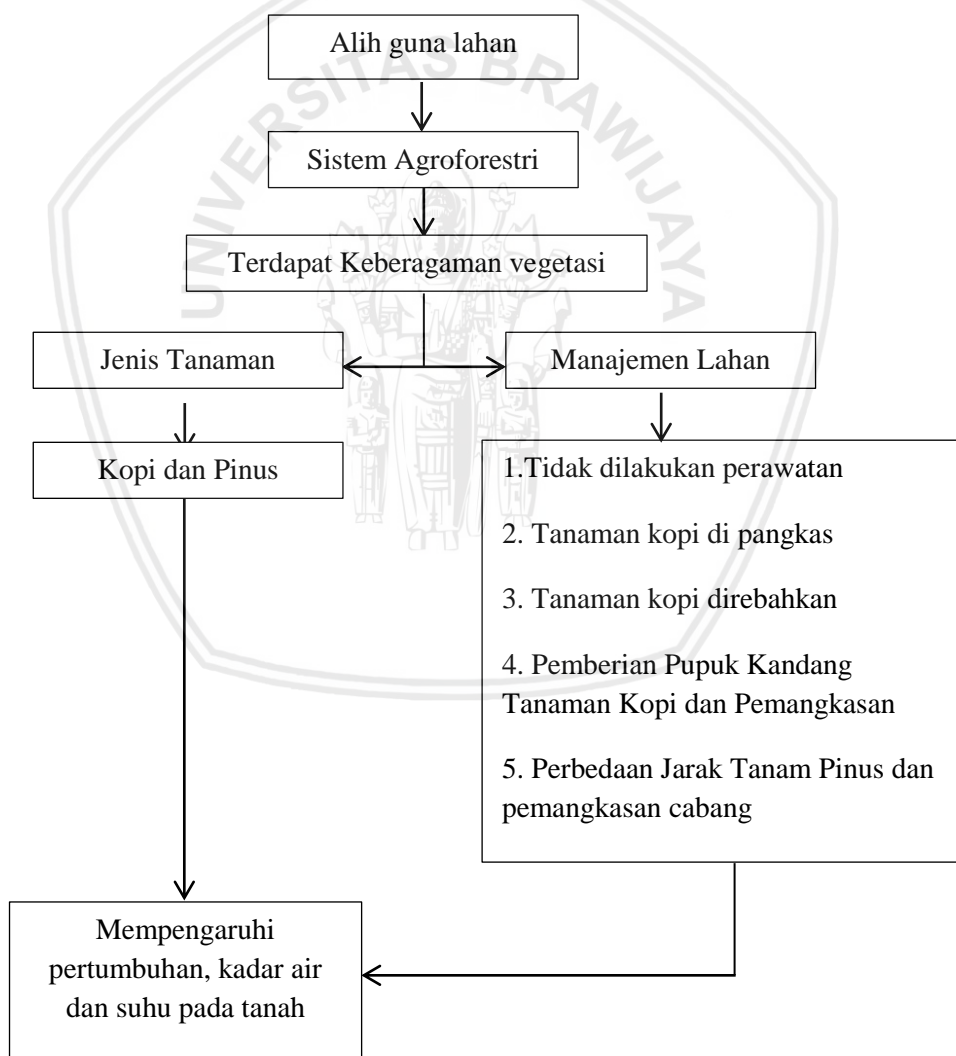 UNIVERSITAS BRAWIJAYA
Alih guna lahan
Sistem Agroforestri
Terdapat Keberagaman vegetasi
Jenis Tanaman
Manajemen Lahan
Kopi dan Pinus
1.Tidak dilakukan perawatan
2. Tanaman kopi di pangkas
3. Tanaman kopi direbahkan
4. Pemberian Pupuk Kandang
Tanaman Kopi dan Pemangkasan
5. Perbedaan Jarak Tanam Pinus dan
pemangkasan cabang
Mempengaruhi
pertumbuhan, kadar air
dan suhu pada tanah